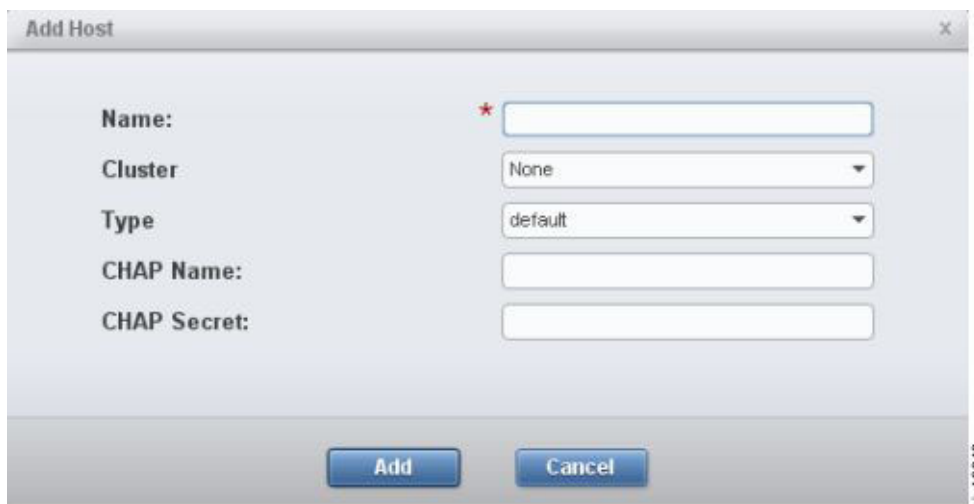 Add Host x
Name: *
Cluster None
Type default
CHAP Name:
CHAP Secret:
Add Cancel